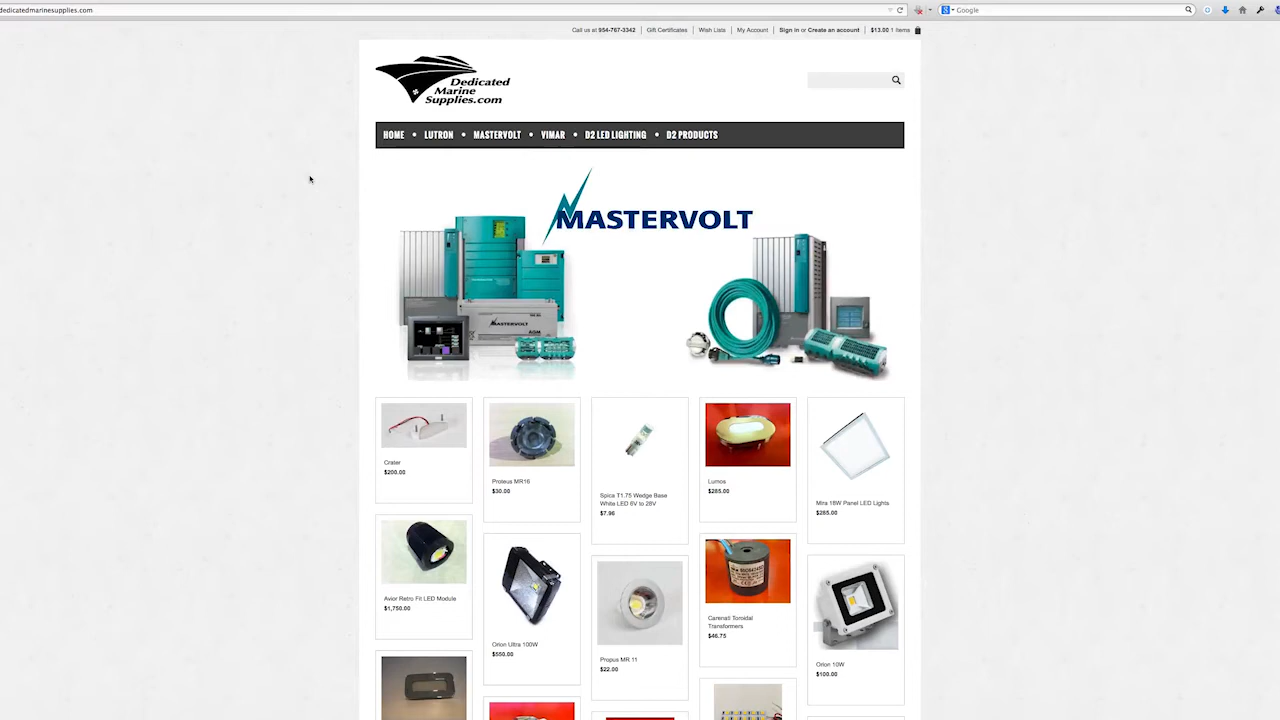 dedicatedmarinesupplies.com
Google
Call us at 954-767-3342
Gift Certificates
Wish Lists
My Account
Sign in or Create an account
$13.00 1 Items
Dedicated
Marine
Supplies.com
HOME • LUTRON • MASTERVOLT • VIMAR • D2 LED LIGHTING • D2 PRODUCTS
MASTERVOLT
MASTERVOLT
AGM
Crater
$200.00
Proteus MR16
$30.00
Spica T1.75 Wedge Base
White LED 6V to 28V
$7.96
Lumos
$285.00
Mira 18W Panel LED Lights
$285.00
Avior Retro Fit LED Module
$1,750.00
Orion Ultra 100W
$550.00
Propus MR 11
$22.00
Carenati Toroidal
Transformers
$46.75
Orion 10W
$100.00